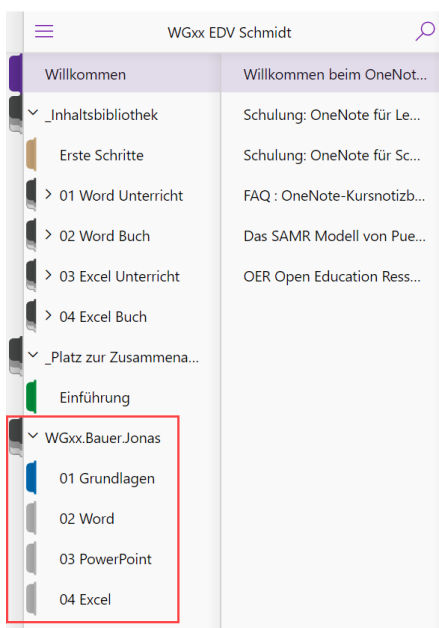 WGxx EDV Schmidt
Willkommen
_Inhaltsbibliothek
Erste Schritte
01 Word Unterricht
02 Word Buch
03 Excel Unterricht
04 Excel Buch
_Platz zur Zusammena...
Einführung
WGxx.Bauer.Jonas
01 Grundlagen
02 Word
03 PowerPoint
04 Excel
Willkommen beim OneNot...
Schulung: OneNote für Le...
Schulung: OneNote für Sc...
FAQ : OneNote-Kursnotizb...
Das SAMR Modell von Pue...
OER Open Education Ress...